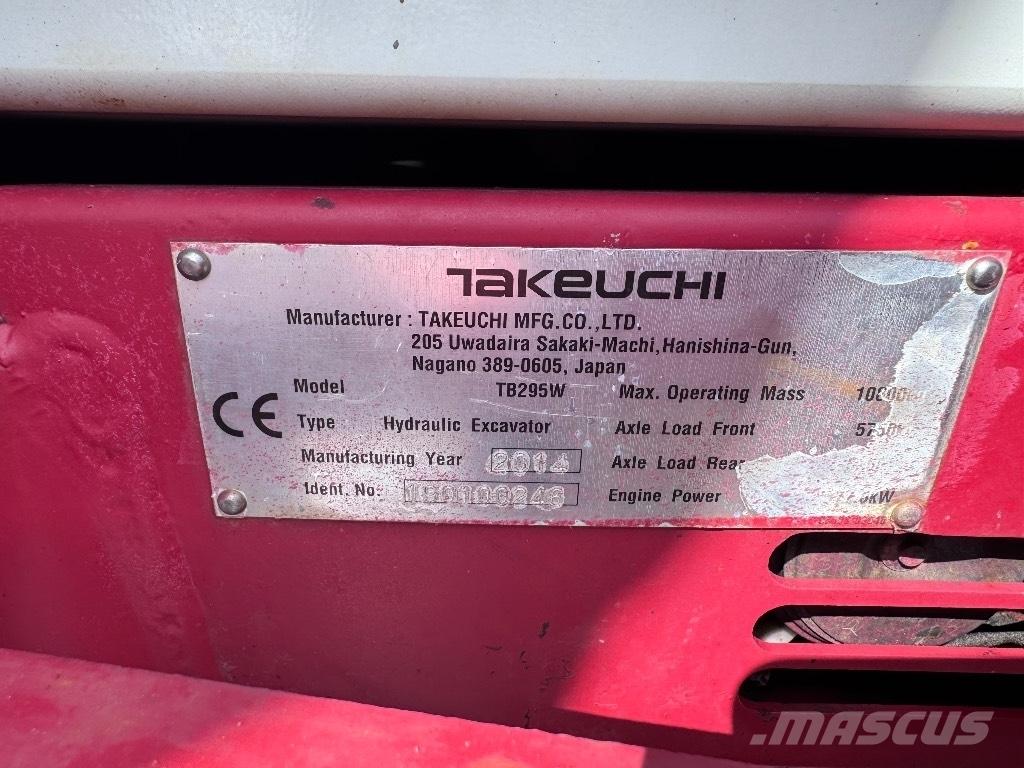 TAKEUCHI
Manufacturer : TAKEUCHI MFG.CO.,LTD.
205 Uwadaira Sakaki-Machi, Hanishina-Gun,
Nagano 389-0605, Japan
CE
Model TB295W Max. Operating Mass
Type Hydraulic Excavator Axle Load Front
Manufacturing Year 2014 Axle Load Rear
Ident. No. Engine Power
MASCUS